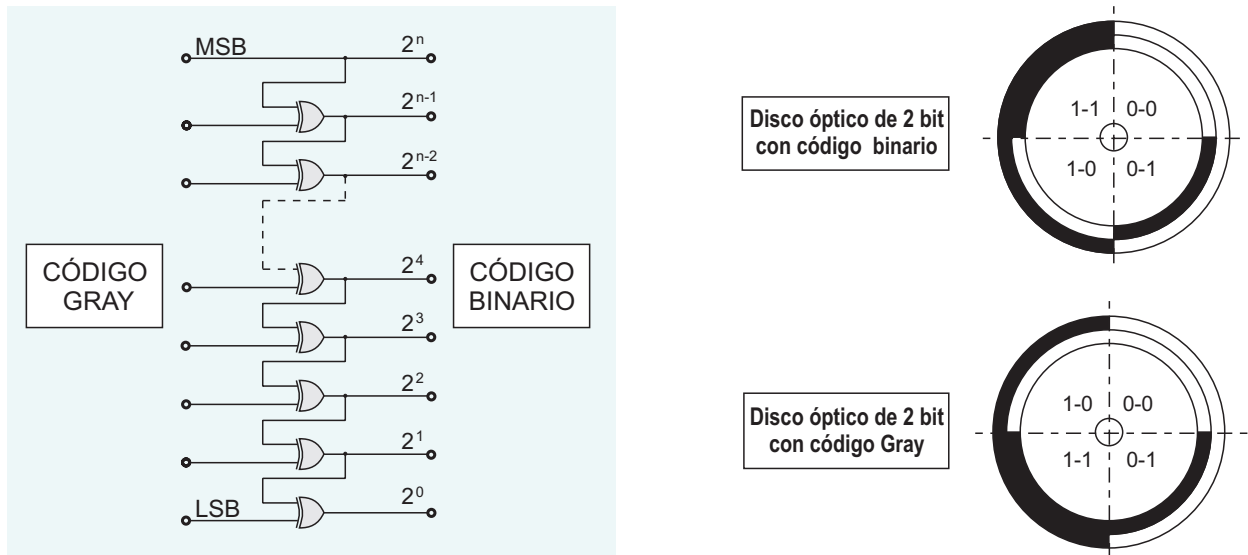 MSB
2ⁿ
2ⁿ⁻¹
2ⁿ⁻²
2⁴
2³
2²
2¹
LSB
2⁰
CÓDIGO
GRAY
CÓDIGO
BINARIO
Disco óptico de 2 bit
con código binario
1-1 0-0
1-0 0-1
Disco óptico de 2 bit
con código Gray
1-0 0-0
1-1 0-1